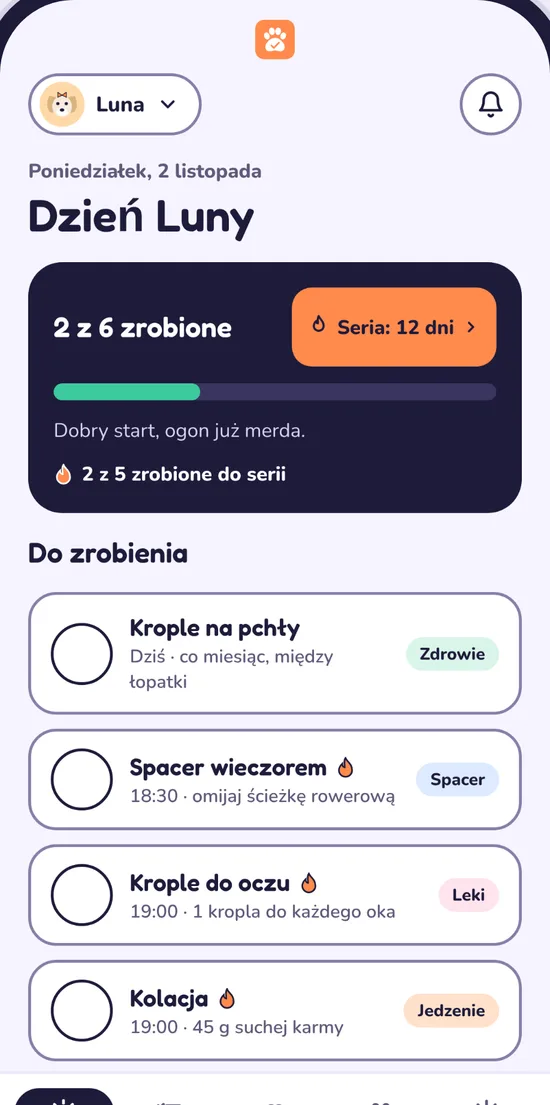 Luna
Poniedziałek, 2 listopada
Dzień Luny
2 z 6 zrobione
Seria: 12 dni
Dobry start, ogon już merda.
2 z 5 zrobione do serii
Do zrobienia
Krople na pchły
Dziś · co miesiąc, między
łopatki
Zdrowie
Spacer wieczorem
18:30 · omijaj ścieżkę rowerową
Spacer
Krople do oczu
19:00 · 1 kropla do każdego oka
Leki
Kolacja
19:00 · 45 g suchej karmy
Jedzenie